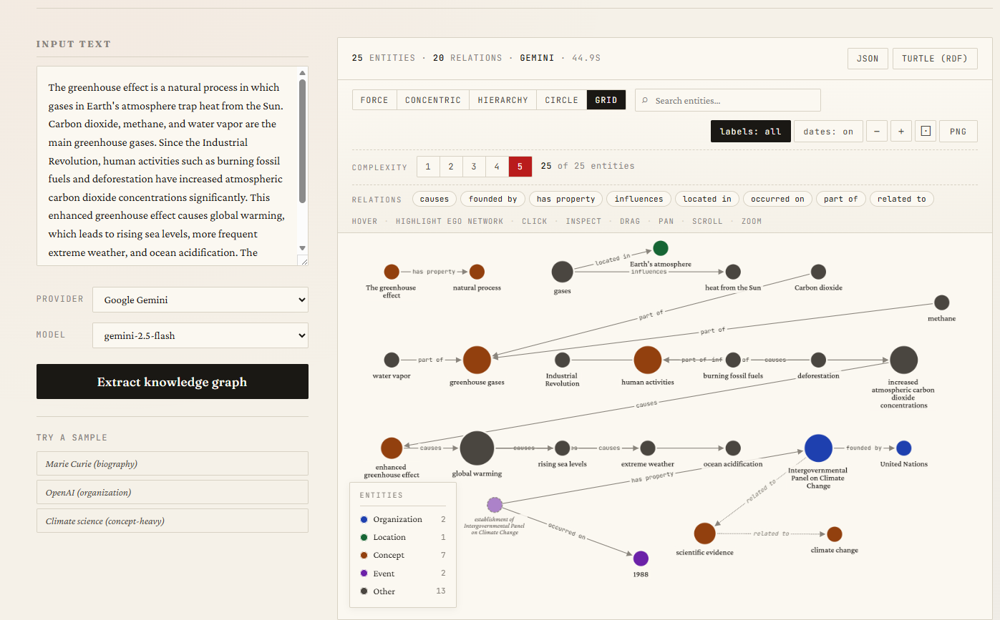 INPUT TEXT
The greenhouse effect is a natural process in which
gases in Earth's atmosphere trap heat from the Sun.
Carbon dioxide, methane, and water vapor are the
main greenhouse gases. Since the Industrial
Revolution, human activities such as burning fossil
fuels and deforestation have increased atmospheric
carbon dioxide concentrations significantly. This
enhanced greenhouse effect causes global warming,
which leads to rising sea levels, more frequent
extreme weather, and ocean acidification. The
PROVIDER
Google Gemini
MODEL
gemini-2.5-flash
Extract knowledge graph
TRY A SAMPLE
Marie Curie (biography)
OpenAI (organization)
Climate science (concept-heavy)
25 ENTITIES · 20 RELATIONS · GEMINI · 44.9S
JSON
TURTLE (RDF)
FORCE
CONCENTRIC
HIERARCHY
CIRCLE
GRID
Search entities...
labels: all
dates: on
−
+
PNG
COMPLEXITY
1
2
3
4
5
25 of 25 entities
RELATIONS
causes
founded by
has property
influences
located in
occurred on
part of
related to
HOVER · HIGHLIGHT EGO NETWORK · CLICK · INSPECT · DRAG · PAN · SCROLL · ZOOM
located in
Earth's atmosphere
has property
influences
The greenhouse
effect
natural process
gases
heat from the Sun
Carbon dioxide
part of
methane
part of
part of
part of
inf
of
causes
water vapor
greenhouse gases
Industrial
Revolution
human activities
burning fossil fuels
deforestation
increased
atmospheric carbon
dioxide
concentrations
causes
causes
causes
es
causes
founded by
enhanced
greenhouse effect
global warming
rising sea levels
extreme weather
ocean acidification
Intergovernmental
Panel on Climate
Change
United Nations
has property
related to
establishment of
Intergovernmental Panel
on Climate Change
occurred on
related to
scientific evidence
climate change
1988
ENTITIES
Organization 2
Location 1
Concept 7
Event 2
Other 13